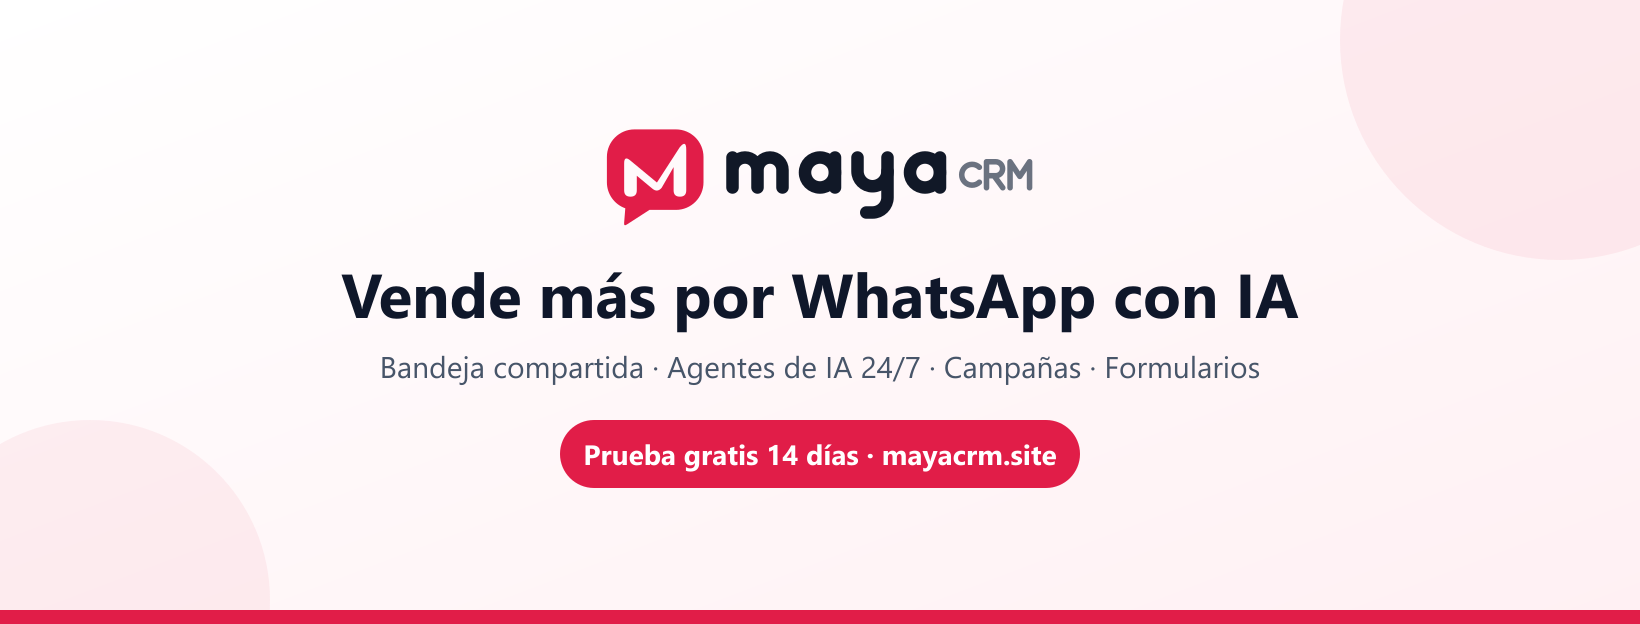 maya CRM
Vende más por WhatsApp con IA
Bandeja compartida · Agentes de IA 24/7 · Campañas · Formularios
Prueba gratis 14 días · mayacrm.site